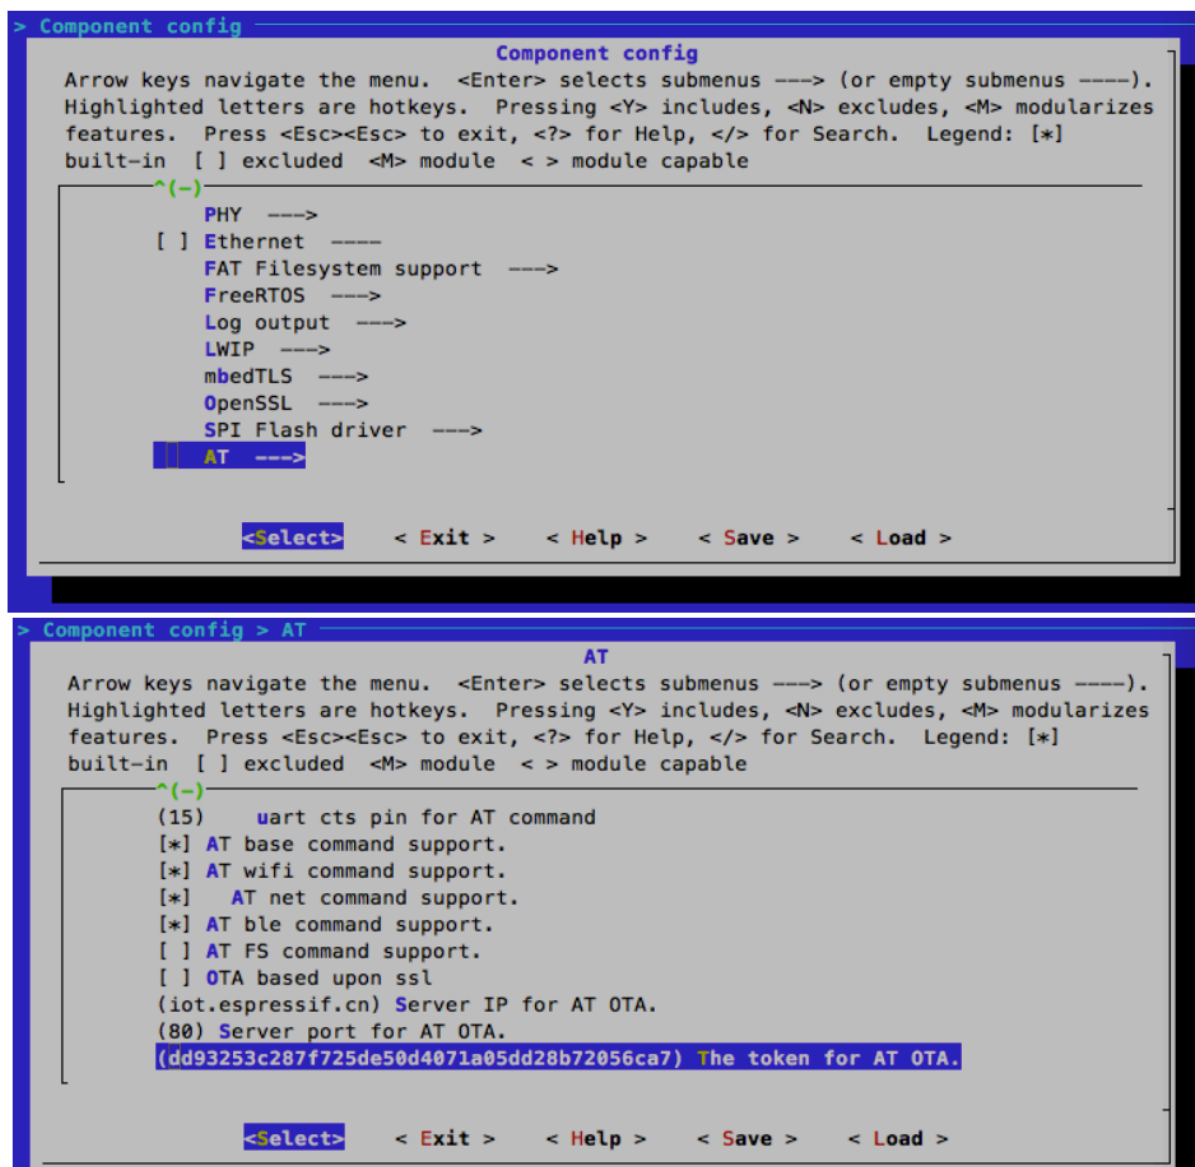 > Component config
Component config
Arrow keys navigate the menu. <Enter> selects submenus ---> (or empty submenus ----).
Highlighted letters are hotkeys. Pressing <Y> includes, <N> excludes, <M> modularizes
features. Press <Esc><Esc> to exit, <?> for Help, </> for Search. Legend: [*]
built-in [ ] excluded <M> module < > module capable
^(-)
PHY --->
[ ] Ethernet ----
FAT Filesystem support --->
FreeRTOS --->
Log output --->
LWIP --->
mbedTLS --->
OpenSSL --->
SPI Flash driver --->
AT --->
<Select> < Exit > < Help > < Save > < Load >
> Component config > AT
AT
Arrow keys navigate the menu. <Enter> selects submenus ---> (or empty submenus ----).
Highlighted letters are hotkeys. Pressing <Y> includes, <N> excludes, <M> modularizes
features. Press <Esc><Esc> to exit, <?> for Help, </> for Search. Legend: [*]
built-in [ ] excluded <M> module < > module capable
^(-)
(15) uart cts pin for AT command
[*] AT base command support.
[*] AT wifi command support.
[*] AT net command support.
[*] AT ble command support.
[ ] AT FS command support.
[ ] OTA based upon ssl
(iot.espressif.cn) Server IP for AT OTA.
(80) Server port for AT OTA.
(dd93253c287f725de50d4071a05dd28b72056ca7) The token for AT OTA.
<Select> < Exit > < Help > < Save > < Load >